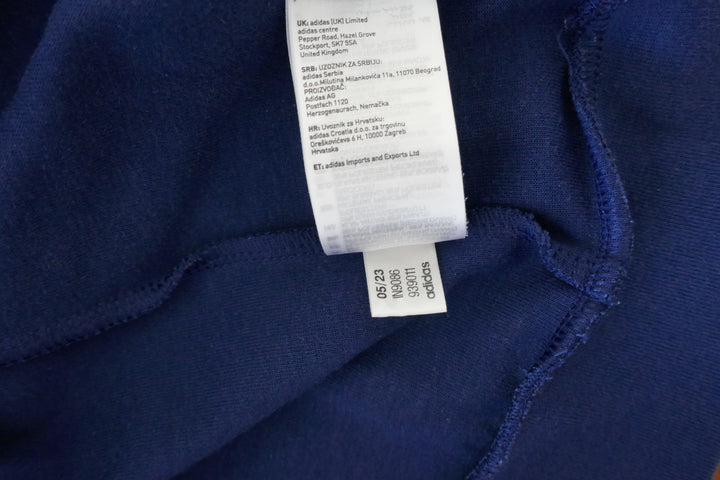 UK: adidas (UK) Limited
adidas centre
Pepper Road, Hazel Grove
Stockport, SK7 5SA
United Kingdom
SRB: UZOZNIK ZA SRBIJU:
adidas Serbia
d.o.o.Milutina Milankovića 11a, 11070 Beograd
PROIZVOĐAČ:
Adidas AG
Postfach 1120
Herzogenaurach, Nemačka
HR: Uvoznik za Hrvatsku:
adidas Croatia d.o.o. za trgovinu
Oreškovićeva 6 H, 10000 Zagreb
Hrvatska
ET: adidas Imports and Exports Ltd
05/23
IN9086
939011
adidas